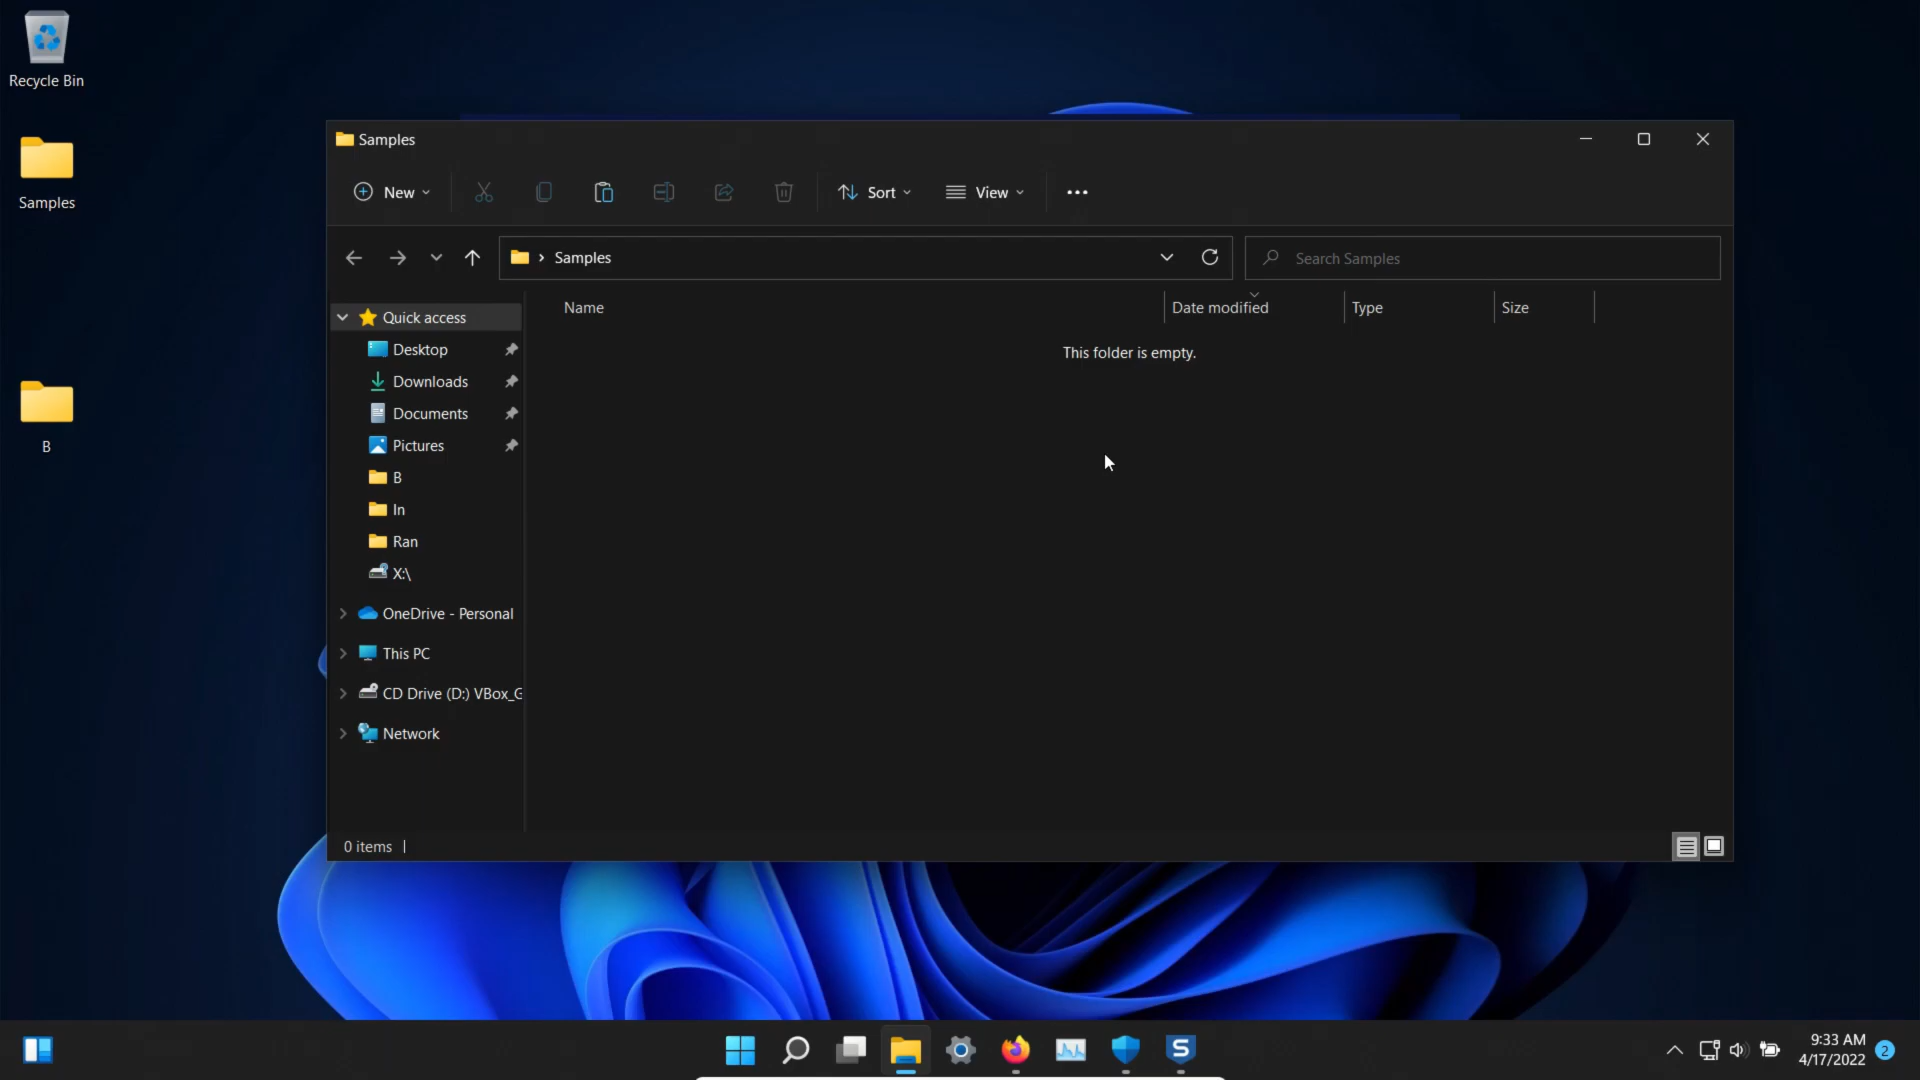 Recycle Bin
Samples
B
Samples
New
Sort
View
Samples
Search Samples
Name
Date modified
Type
Size
This folder is empty.
Quick access
Desktop
Downloads
Documents
Pictures
B
In
Ran
X:\
OneDrive - Personal
This PC
CD Drive (D:) VBox_G
Network
0 items
S
9:33 AM
4/17/2022
2